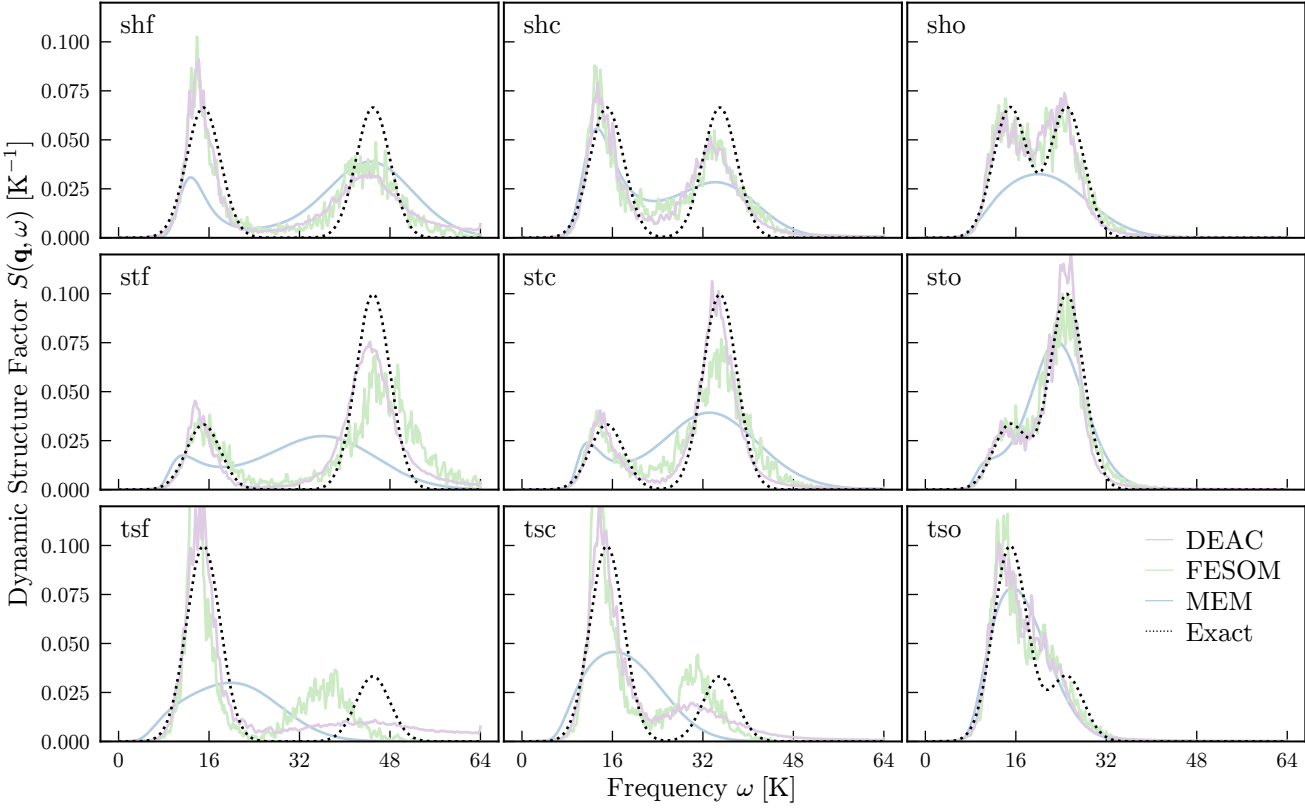 Dynamic Structure Factor S(q, ω) [K⁻¹]
shf
shc
sho
0.100
0.075
0.050
0.025
0.000
stf
stc
sto
0.100
0.075
0.050
0.025
0.000
tsf
tsc
tso
0.100
0.075
0.050
0.025
0.000
DEAC
FESOM
MEM
Exact
0 16 32 48 64
0 16 32 48 64
0 16 32 48 64
Frequency ω [K]